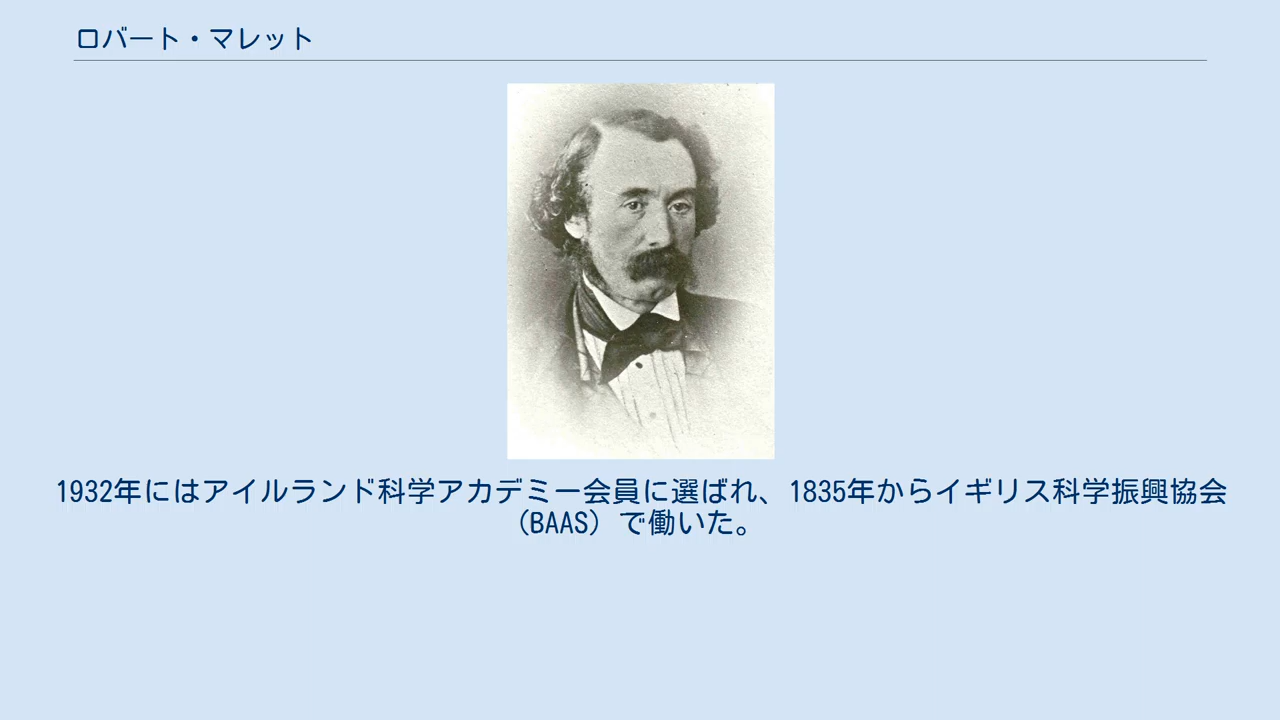 ロバート・マレット
1932年にはアイルランド科学アカデミー会員に選ばれ、1835年からイギリス科学振興協会
（BAAS）で働いた。